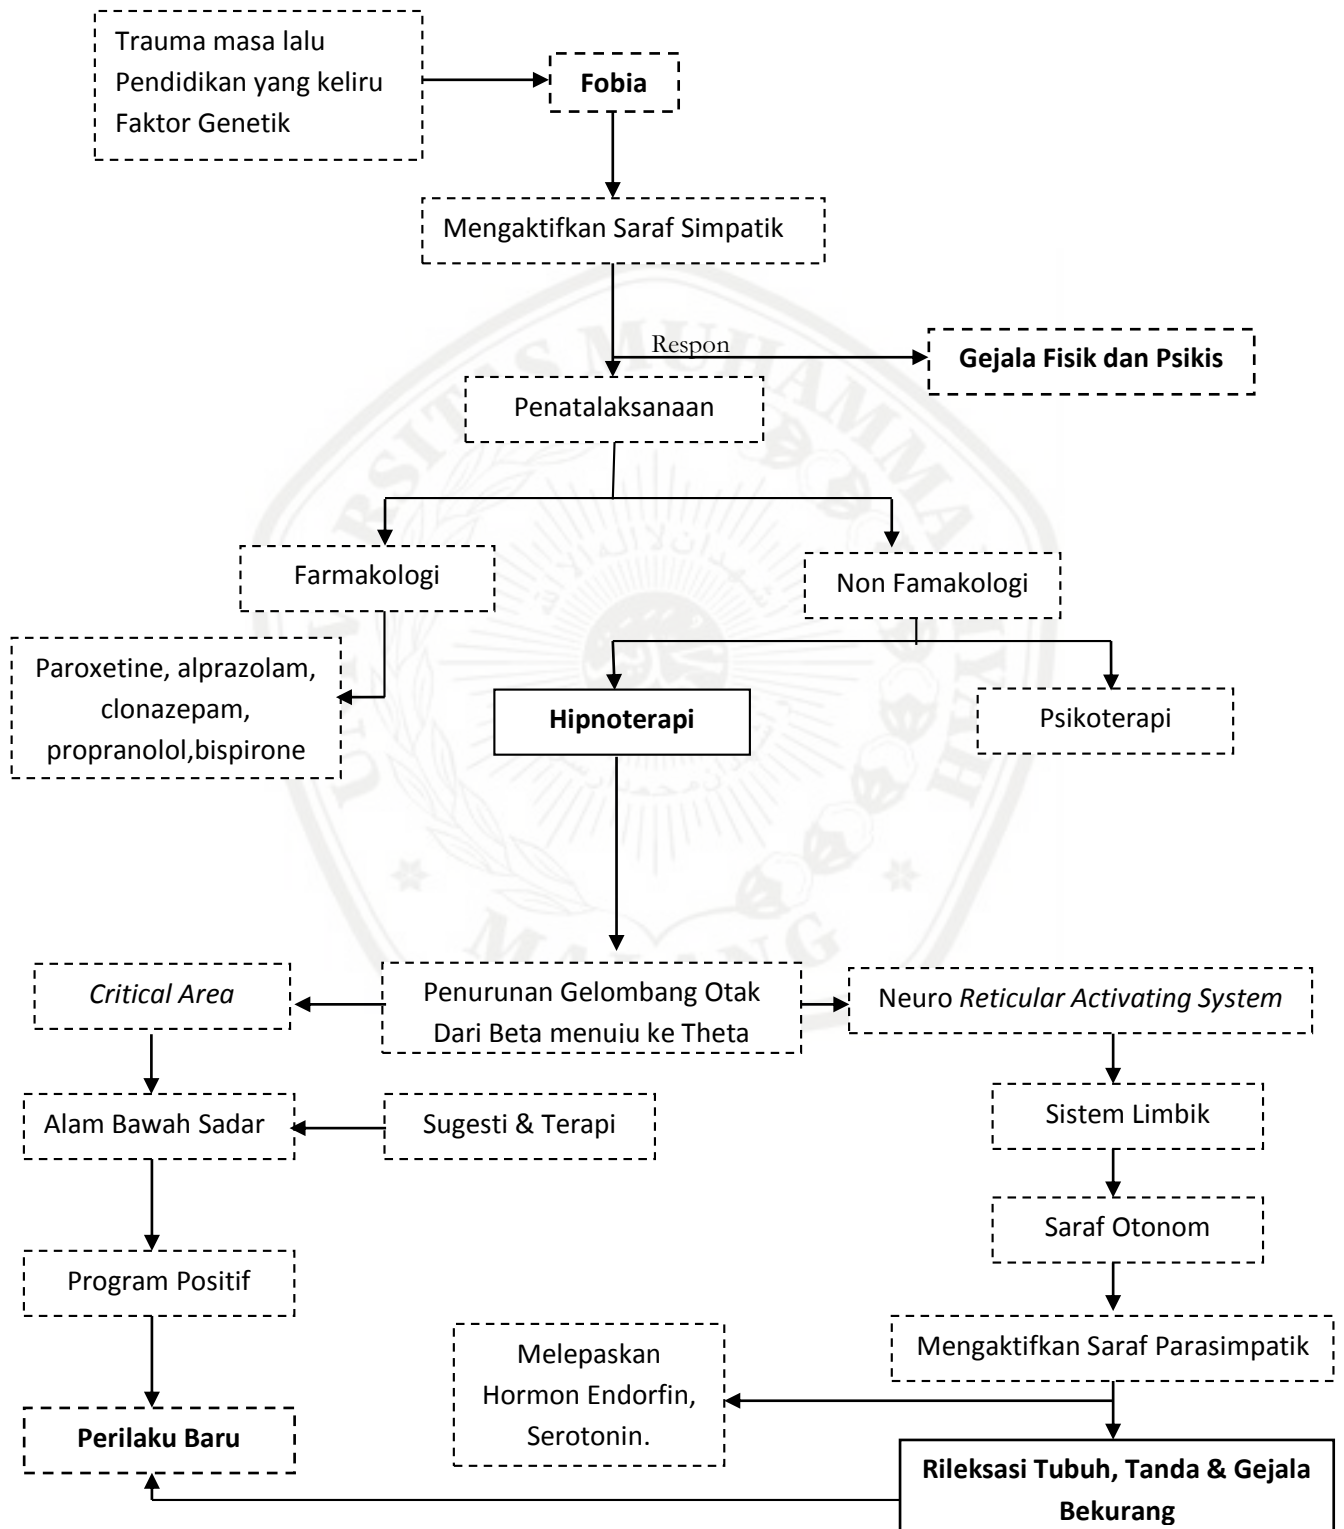 Trauma masa lalu
Pendidikan yang keliru
Faktor Genetik
Fobia
Mengaktifkan Saraf Simpatik
Respon
Gejala Fisik dan Psikis
Penatalaksanaan
Farmakologi
Non Famakologi
Paroxetine, alprazolam,
clonazepam,
propranolol,bispirone
Hipnoterapi
Psikoterapi
Critical Area
Penurunan Gelombang Otak
Dari Beta menuju ke Theta
Neuro Reticular Activating System
Alam Bawah Sadar
Sugesti & Terapi
Sistem Limbik
Saraf Otonom
Program Positif
Mengaktifkan Saraf Parasimpatik
Melepaskan
Hormon Endorfin,
Serotonin.
Perilaku Baru
Rileksasi Tubuh, Tanda & Gejala
Bekurang